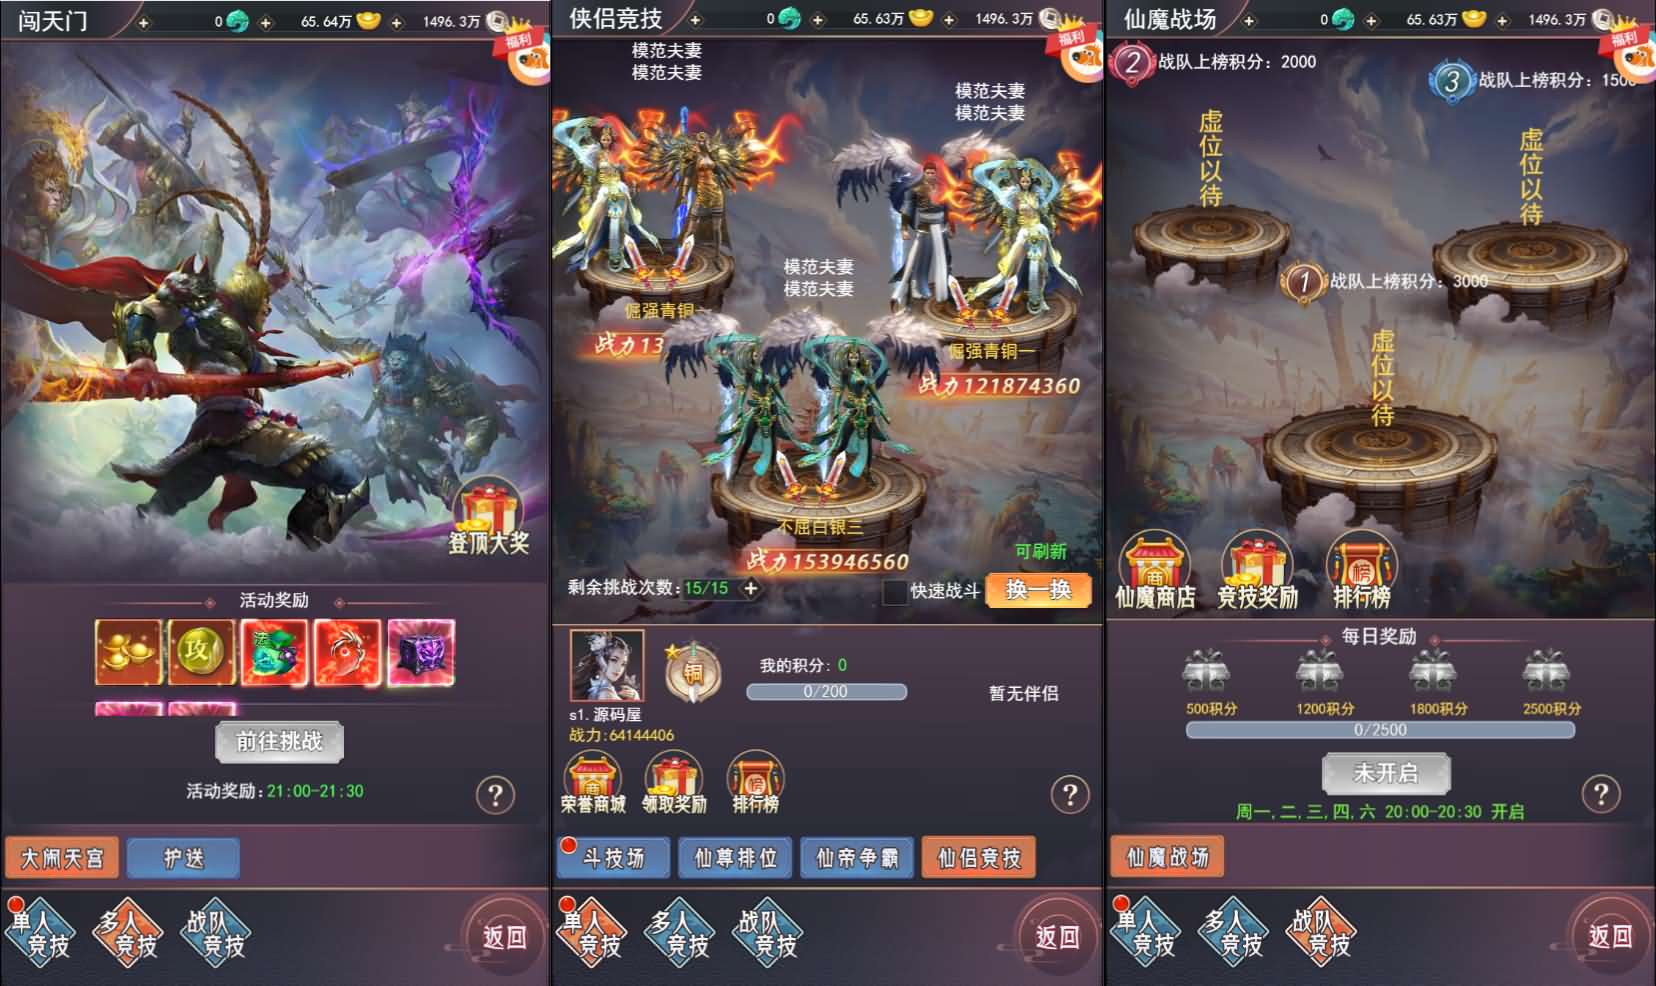 闯天门
0
65.64万
1496.3万
福利
登顶大奖
活动奖励
攻
法
前往挑战
活动奖励:21:00-21:30
?
大闹天宫
护送
单人竞技
多人竞技
战队竞技
返回
侠侣竞技
0
65.63万
1496.3万
福利
模范夫妻
模范夫妻
模范夫妻
模范夫妻
模范夫妻
模范夫妻
倔强青铜一
战力13
倔强青铜一
战力121874360
不屈白银三
战力153946560
可刷新
剩余挑战次数:15/15
快速战斗
换一换
铜
我的积分: 0
0/200
暂无伴侣
s1.源码屋
战力:64144406
商
荣誉商城
领取奖励
榜
排行榜
?
斗技场
仙尊排位
仙帝争霸
仙侣竞技
单人竞技
多人竞技
战队竞技
返回
仙魔战场
0
65.63万
1496.3万
福利
2
战队上榜积分: 2000
3
战队上榜积分: 1500
虚位以待
虚位以待
1
战队上榜积分: 3000
虚位以待
商
仙魔商店
竞技奖励
榜
排行榜
每日奖励
500积分
1200积分
1800积分
2500积分
0/2500
未开启
?
周一,二,三,四,六 20:00-20:30 开启
仙魔战场
单人竞技
多人竞技
战队竞技
返回